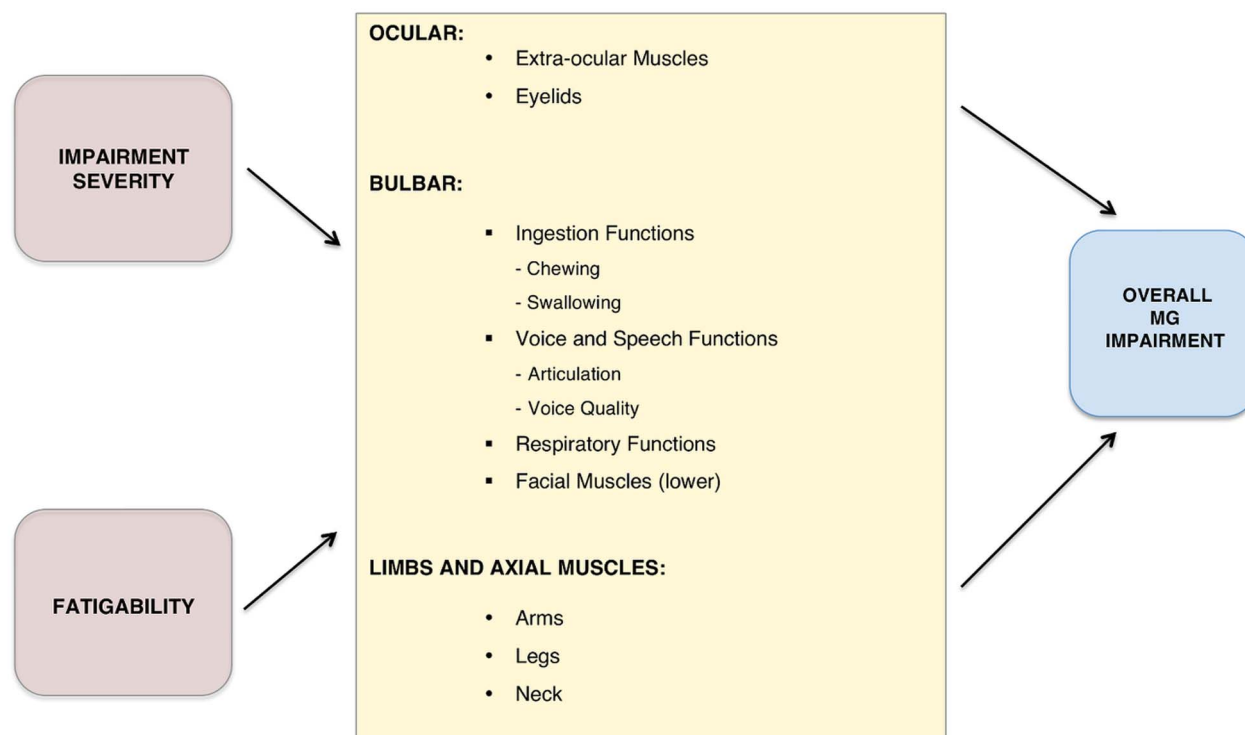 IMPAIRMENT
SEVERITY
FATIGABILITY
OCULAR:
• Extra-ocular Muscles
• Eyelids
BULBAR:
▪ Ingestion Functions
- Chewing
- Swallowing
▪ Voice and Speech Functions
- Articulation
- Voice Quality
▪ Respiratory Functions
▪ Facial Muscles (lower)
LIMBS AND AXIAL MUSCLES:
• Arms
• Legs
• Neck
OVERALL
MG
IMPAIRMENT